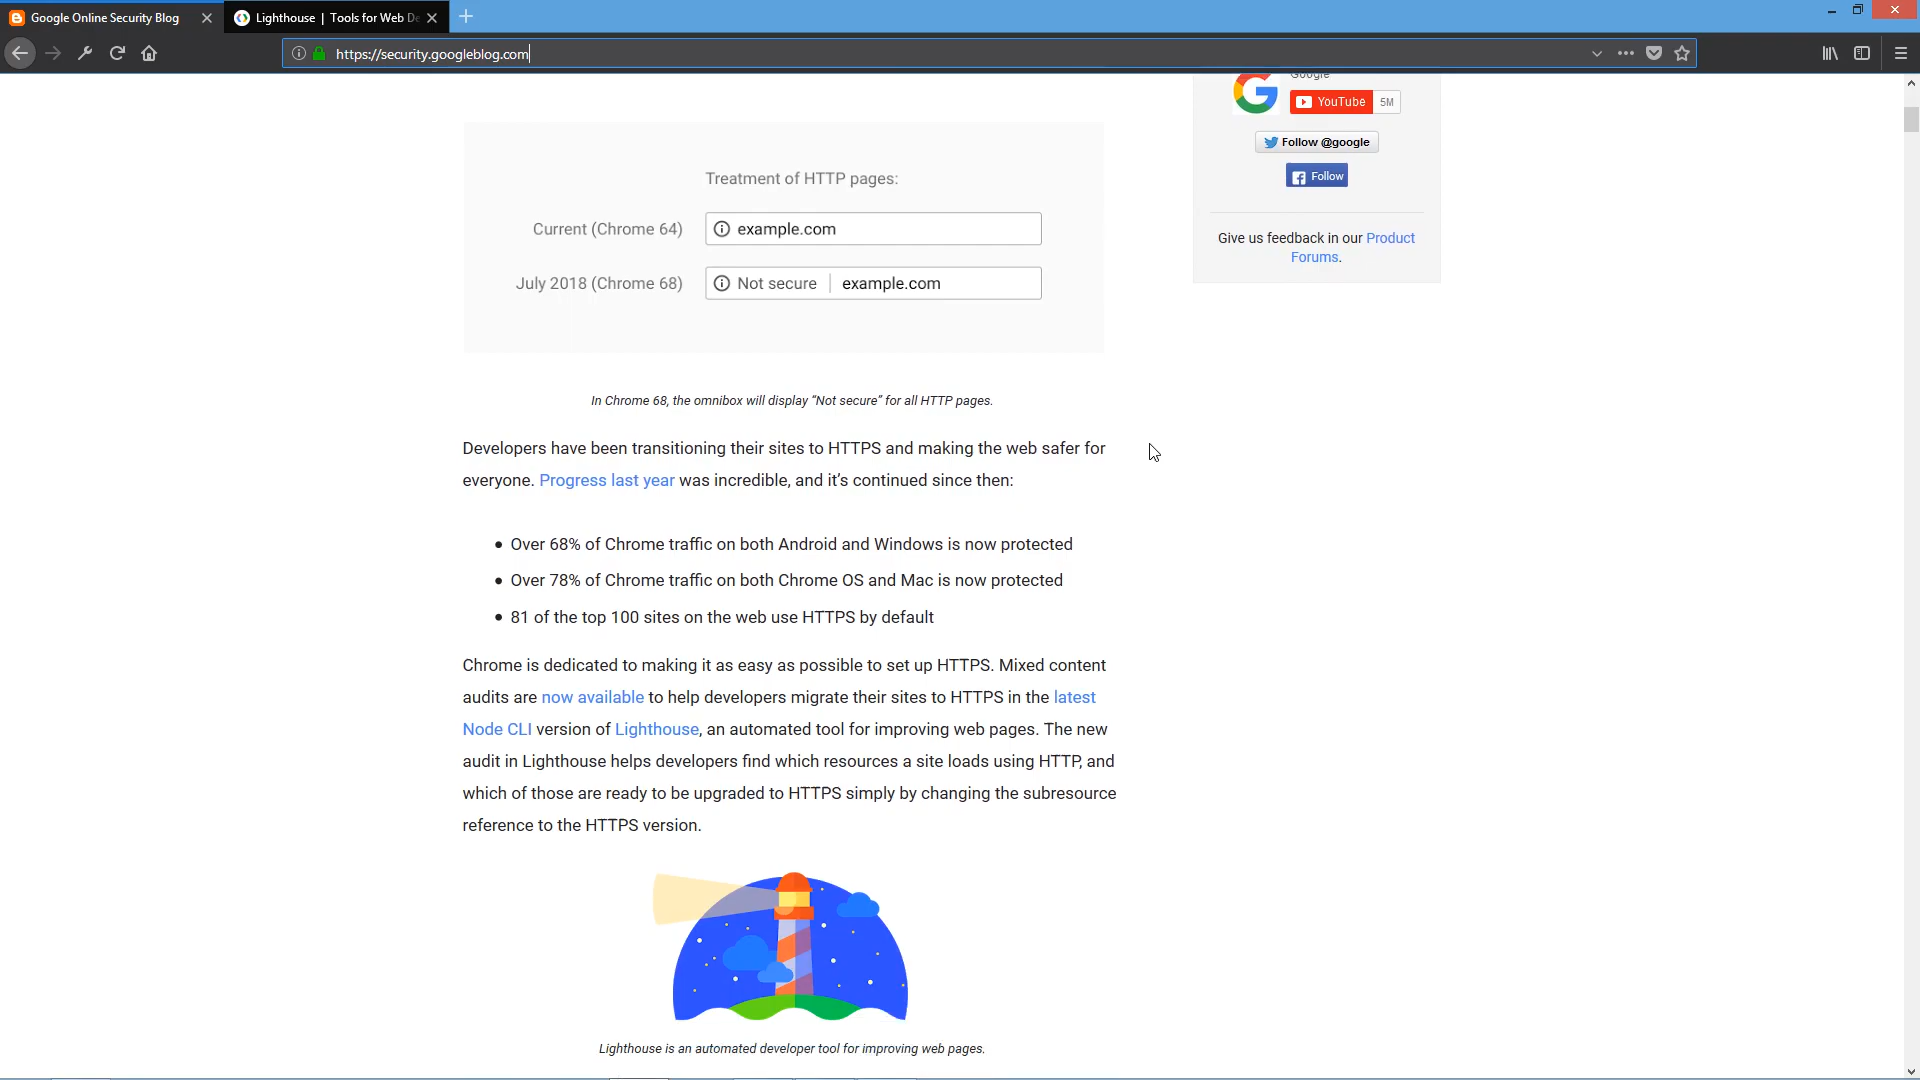 Google Online Security Blog
Lighthouse | Tools for Web De
https://security.googleblog.com
Google
YouTube 5M
Follow @google
Follow
Give us feedback in our Product
Forums.
Treatment of HTTP pages:
Current (Chrome 64) example.com
July 2018 (Chrome 68) Not secure example.com
In Chrome 68, the omnibox will display “Not secure” for all HTTP pages.
Developers have been transitioning their sites to HTTPS and making the web safer for
everyone. Progress last year was incredible, and it’s continued since then:
• Over 68% of Chrome traffic on both Android and Windows is now protected
• Over 78% of Chrome traffic on both Chrome OS and Mac is now protected
• 81 of the top 100 sites on the web use HTTPS by default
Chrome is dedicated to making it as easy as possible to set up HTTPS. Mixed content
audits are now available to help developers migrate their sites to HTTPS in the latest
Node CLI version of Lighthouse, an automated tool for improving web pages. The new
audit in Lighthouse helps developers find which resources a site loads using HTTP, and
which of those are ready to be upgraded to HTTPS simply by changing the subresource
reference to the HTTPS version.
Lighthouse is an automated developer tool for improving web pages.